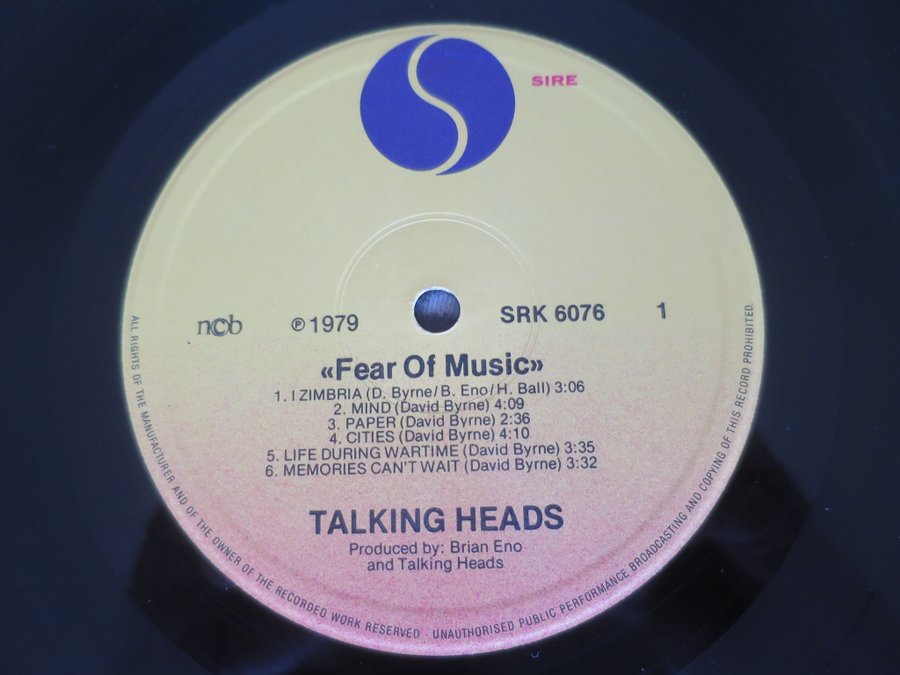 SIRE
ncb ℗ 1979 SRK 6076 1
«Fear Of Music»
1. I ZIMBRIA (D. Byrne/B. Eno/H. Ball) 3:06
2. MIND (David Byrne) 4:09
3. PAPER (David Byrne) 2:36
4. CITIES (David Byrne) 4:10
5. LIFE DURING WARTIME (David Byrne) 3:35
6. MEMORIES CAN'T WAIT (David Byrne) 3:32
TALKING HEADS
Produced by: Brian Eno
and Talking Heads
ALL RIGHTS OF THE MANUFACTURER AND OF THE OWNER OF THE RECORDED WORK RESERVED · UNAUTHORISED PUBLIC PERFORMANCE BROADCASTING AND COPYING OF THIS RECORD PROHIBITED.